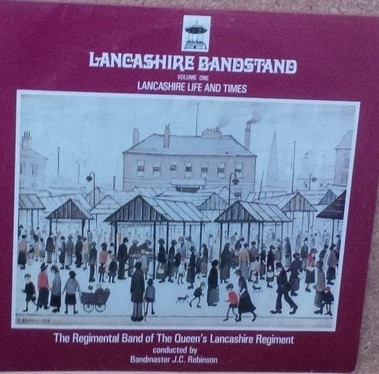 LANCASHIRE BANDSTAND
VOLUME ONE
LANCASHIRE LIFE AND TIMES
The Regimental Band of The Queen's Lancashire Regiment
conducted by
Bandmaster J.C. Robinson